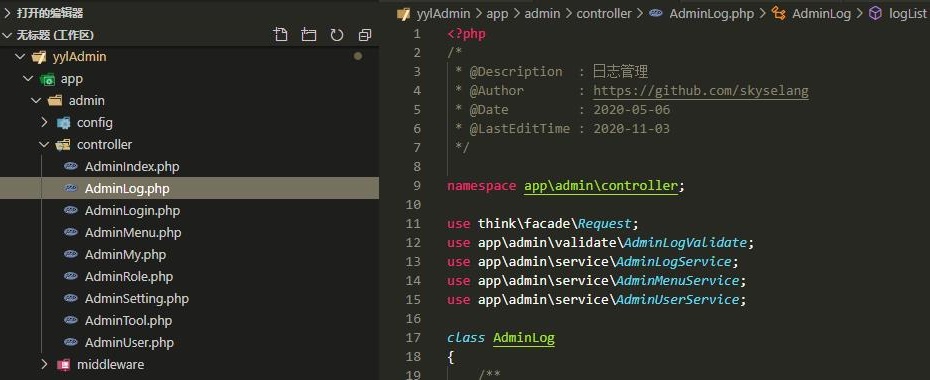 打开的编辑器
无标题 (工作区)
yylAdmin
app
admin
config
controller
AdminIndex.php
AdminLog.php
AdminLogin.php
AdminMenu.php
AdminMy.php
AdminRole.php
AdminSetting.php
AdminTool.php
AdminUser.php
middleware
yylAdmin > app > admin > controller > AdminLog.php > AdminLog > logList
1 <?php
2 /*
3 * @Description : 日志管理
4 * @Author : https://github.com/skyselang
5 * @Date : 2020-05-06
6 * @LastEditTime : 2020-11-03
7 */
8
9 namespace app\admin\controller;
10
11 use think\facade\Request;
12 use app\admin\validate\AdminLogValidate;
13 use app\admin\service\AdminLogService;
14 use app\admin\service\AdminMenuService;
15 use app\admin\service\AdminUserService;
16
17 class AdminLog
18 {
19 /**